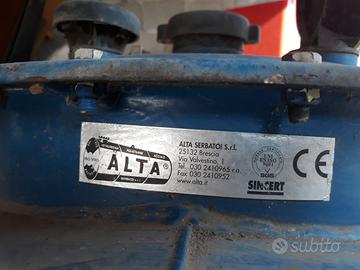 ALTA
ALTA SERBATOI S.r.l.
25132 Brescia
Via Valvestino, 1
Tel. 030 2410965 r.a.
Fax 030 2410952
www.alta.it
SINCERT
CE
subito